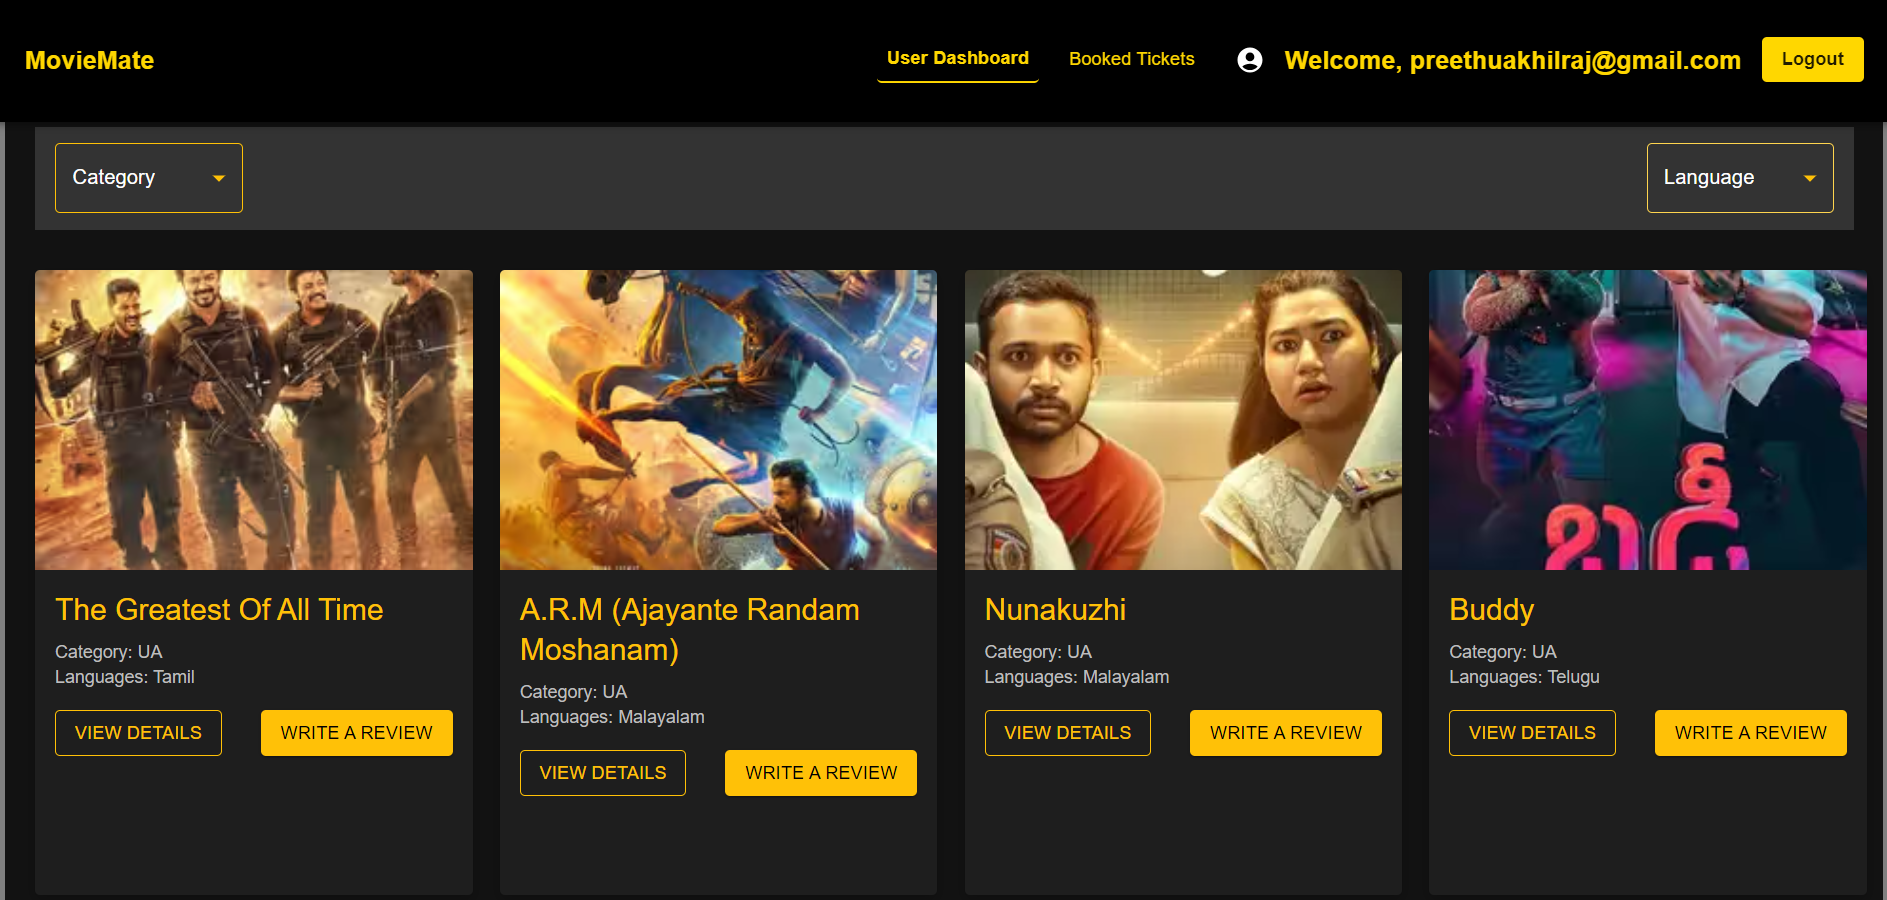 MovieMate
User Dashboard
Booked Tickets
Welcome, preethuakhilraj@gmail.com
Logout
Category
Language
బడ్డీ
The Greatest Of All Time
Category: UA
Languages: Tamil
VIEW DETAILS
WRITE A REVIEW
A.R.M (Ajayante Randam
Moshanam)
Category: UA
Languages: Malayalam
VIEW DETAILS
WRITE A REVIEW
Nunakuzhi
Category: UA
Languages: Malayalam
VIEW DETAILS
WRITE A REVIEW
Buddy
Category: UA
Languages: Telugu
VIEW DETAILS
WRITE A REVIEW